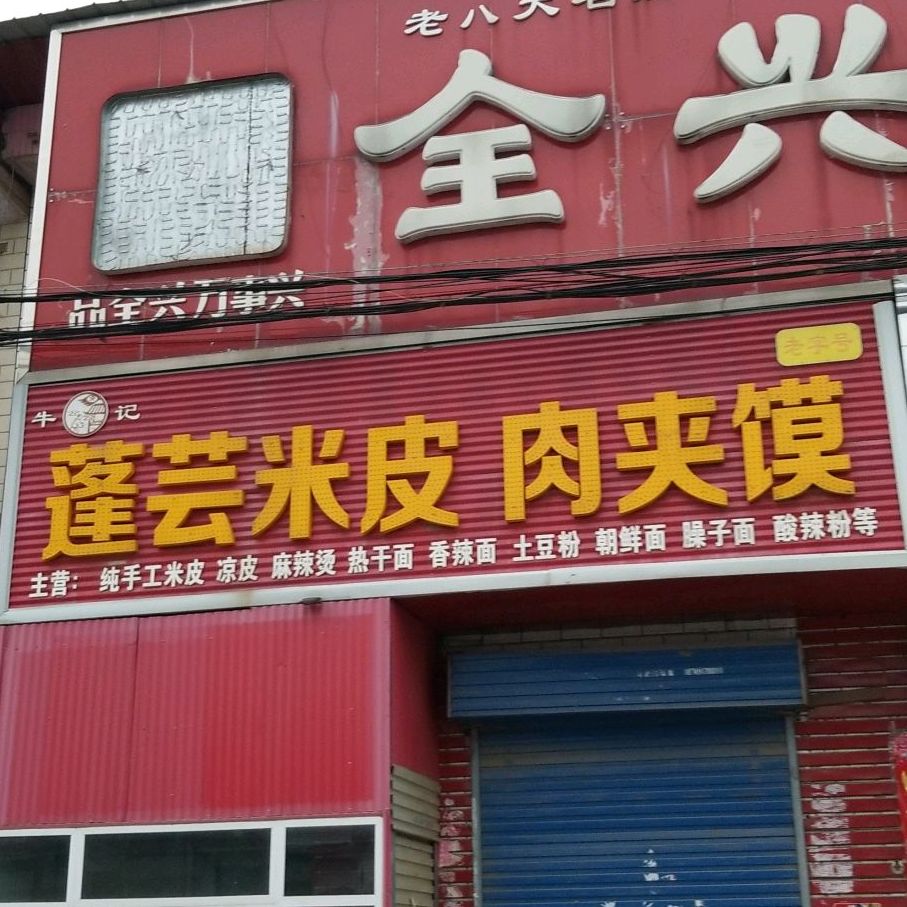 老八大名
全兴
品全兴万事兴
老字号
牛记
蓬芸米皮 肉夹馍
主营： 纯手工米皮 凉皮 麻辣烫 热干面 香辣面 土豆粉 朝鲜面 臊子面 酸辣粉等